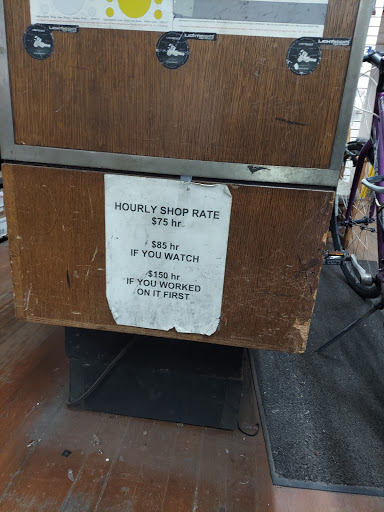 HOURLY SHOP RATE
$75 hr
$85 hr
IF YOU WATCH
$150 hr
IF YOU WORKED
ON IT FIRST